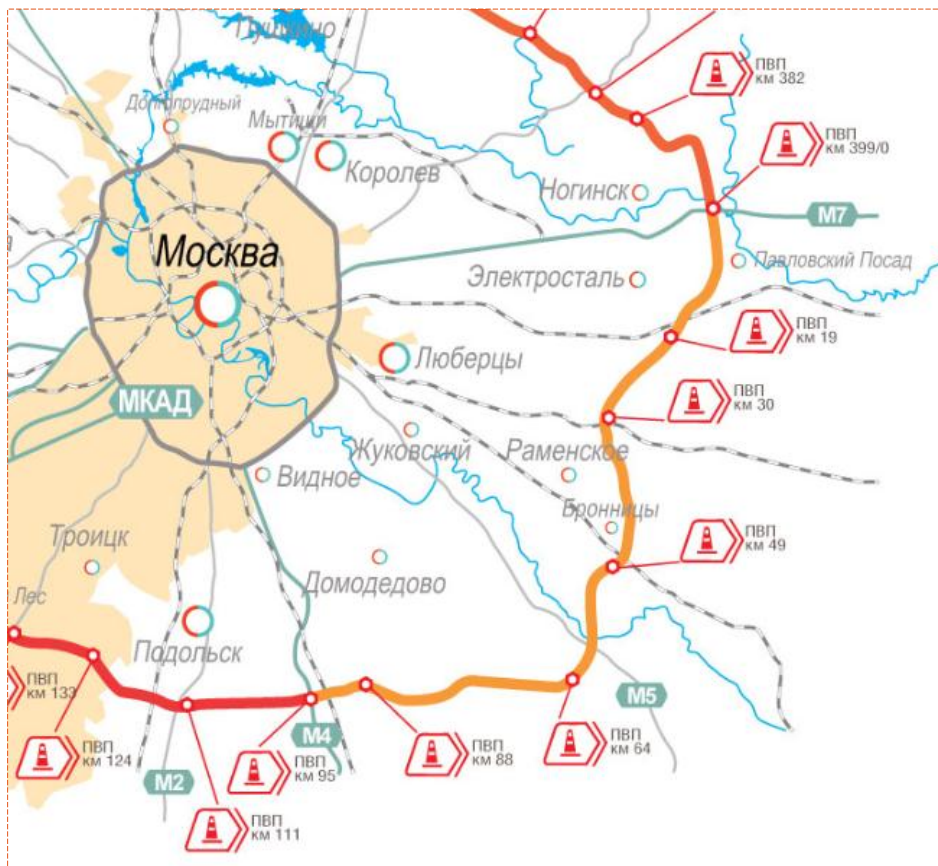 Пушкино
ПВП
км 382
Долгопрудный
Мытищи
Королев
ПВП
км 399/0
Ногинск
М7
Москва
Павловский Посад
Электросталь
ПВП
км 19
Люберцы
МКАД
ПВП
км 30
Жуковский
Раменское
Видное
Бронницы
ПВП
км 49
Троицк
Домодедово
Лес
Подольск
ПВП
км 133
М5
ПВП
км 124
М4
ПВП
км 95
ПВП
км 88
ПВП
км 64
М2
ПВП
км 111